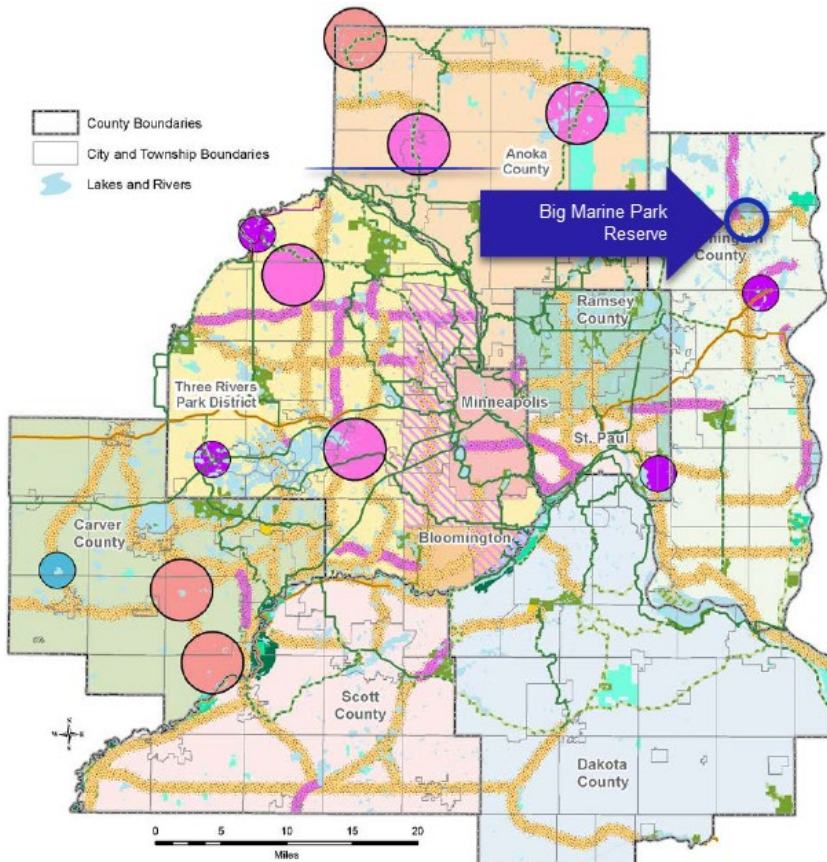 County Boundaries
City and Township Boundaries
Lakes and Rivers
Anoka
County
Big Marine Park
Reserve
County
Ramsey
County
Three Rivers
Park District
Minneapolis
St. Paul
Carver
County
Bloomington
Scott
County
Dakota
County
0 5 10 15 20
Miles